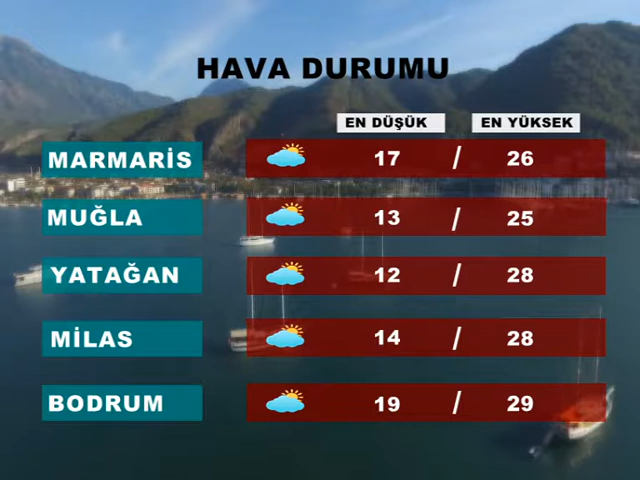 HAVA DURUMU
EN DÜŞÜK EN YÜKSEK
MARMARİS 17 / 26
MUĞLA 13 / 25
YATAĞAN 12 / 28
MİLAS 14 / 28
BODRUM 19 / 29